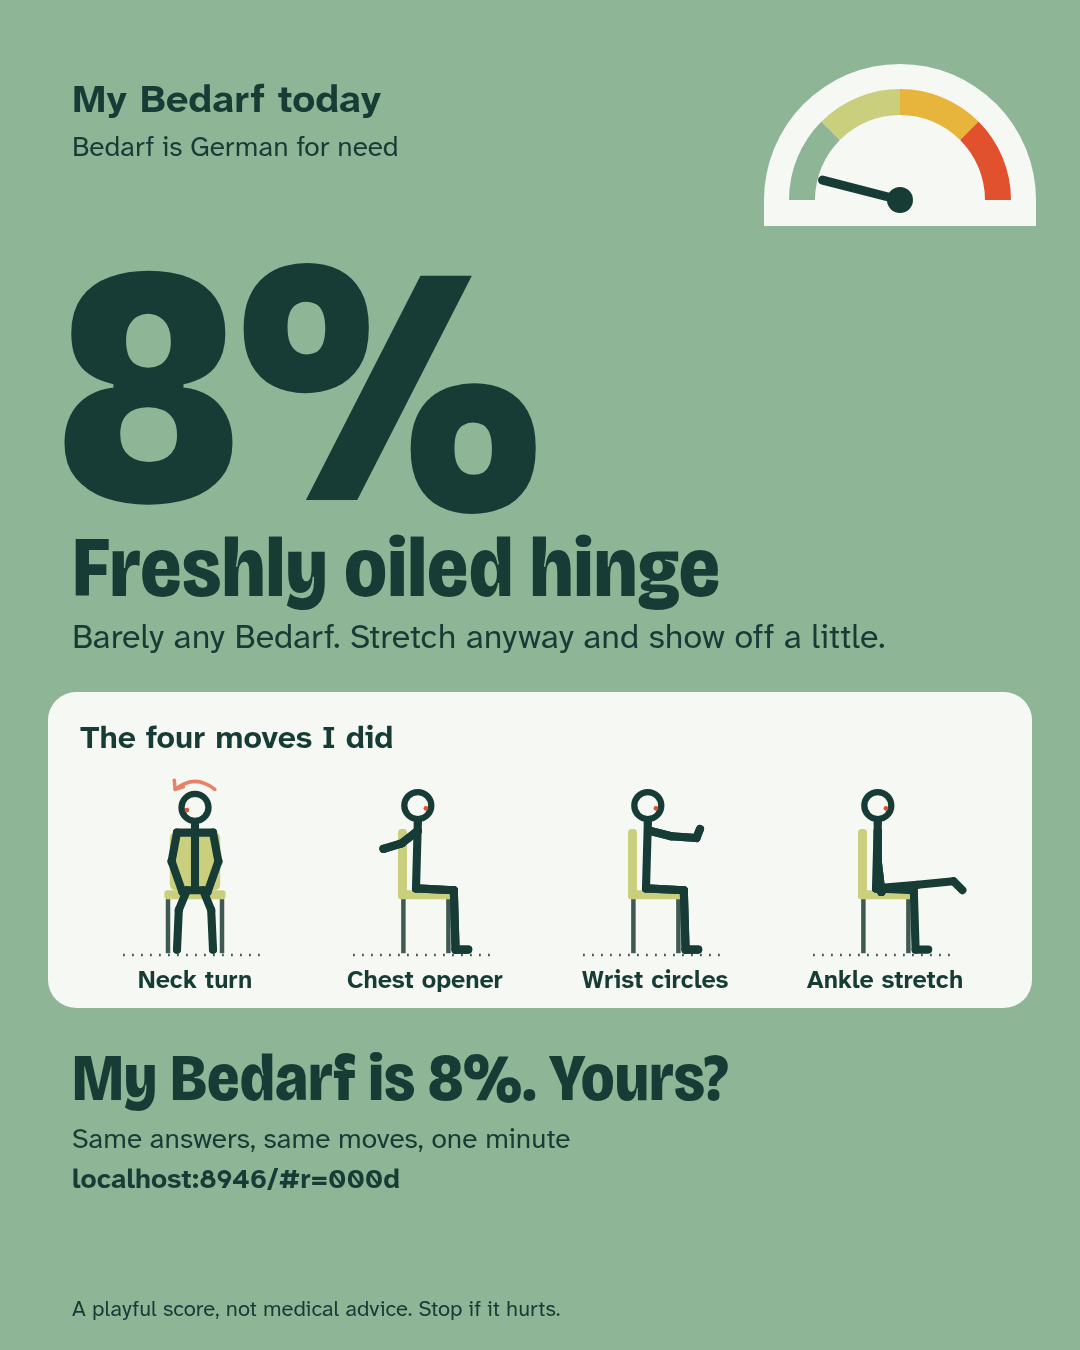 My Bedarf today
Bedarf is German for need
8%
Freshly oiled hinge
Barely any Bedarf. Stretch anyway and show off a little.
The four moves I did
Neck turn
Chest opener
Wrist circles
Ankle stretch
My Bedarf is 8%. Yours?
Same answers, same moves, one minute
localhost:8946/#r=000d
A playful score, not medical advice. Stop if it hurts.